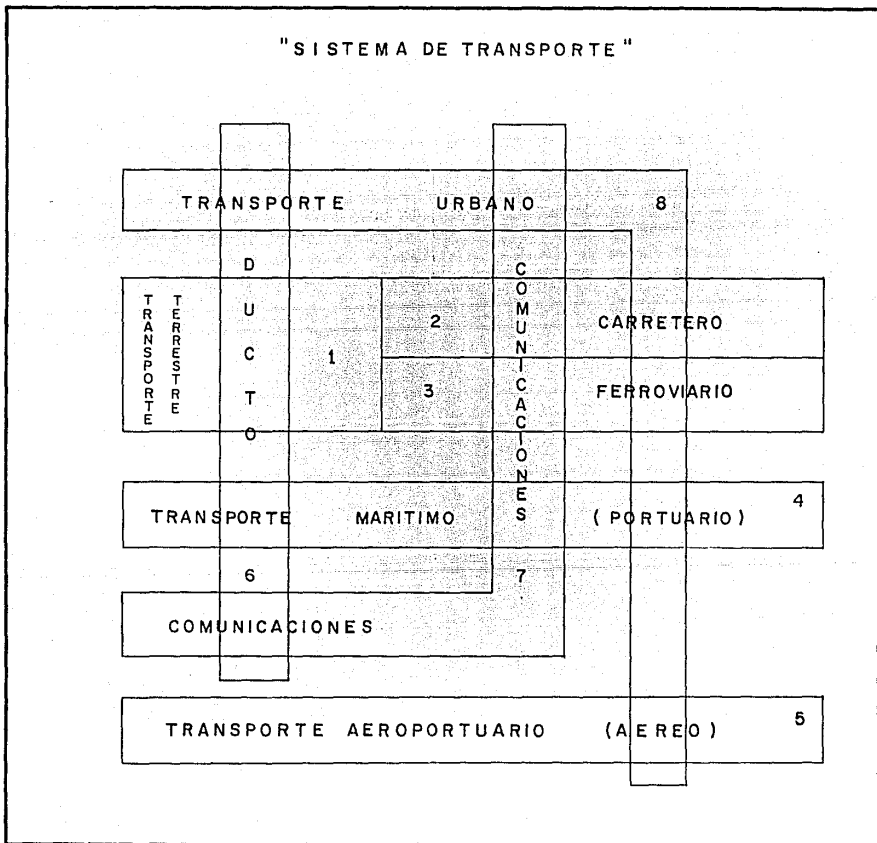 "SISTEMA DE TRANSPORTE"
TRANSPORTE URBANO 8
DUCTO
COMUNICACIONES
TRANSPORTE
TERRESTRE
1
2 CARRETERO
3 FERROVIARIO
TRANSPORTE MARITIMO (PORTUARIO) 4
6
7
COMUNICACIONES
TRANSPORTE AEROPORTUARIO (AEREO) 5